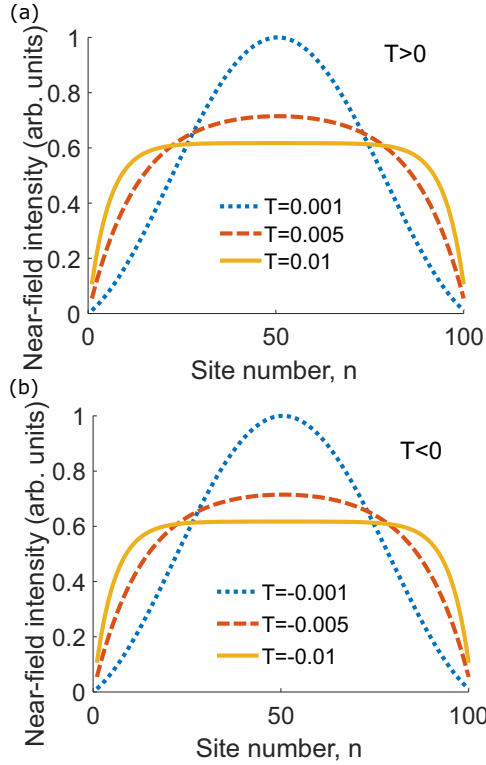 (a)
Near-field intensity (arb. units)
1
0.8
0.6
0.4
0.2
0
T>0
T=0.001
T=0.005
T=0.01
0
50
100
Site number, n
(b)
Near-field intensity (arb. units)
1
0.8
0.6
0.4
0.2
0
T<0
T=-0.001
T=-0.005
T=-0.01
0
50
100
Site number, n